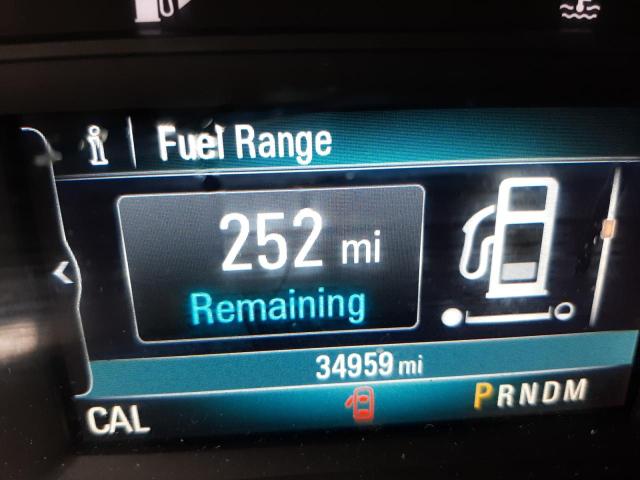 i Fuel Range
252 mi
Remaining
34959 mi
CAL PRNDM